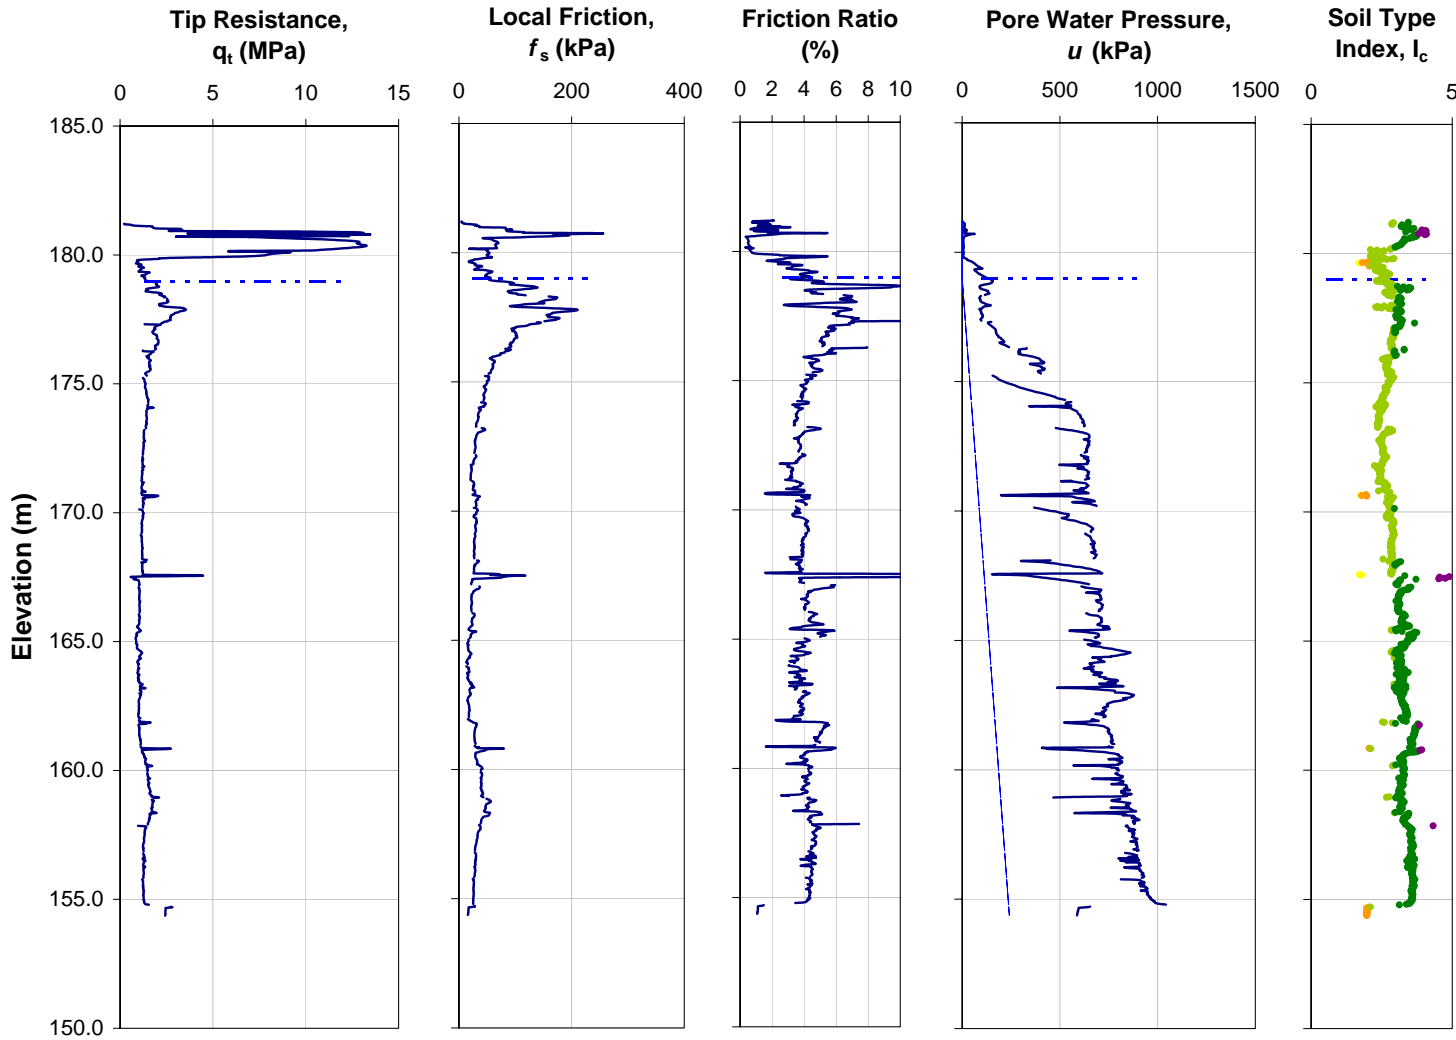 Tip Resistance,
qt (MPa)
Local Friction,
fs (kPa)
Friction Ratio
(%)
Pore Water Pressure,
u (kPa)
Soil Type
Index, Ic
0 5 10 15
0 200 400
0 2 4 6 8 10
0 500 1000 1500
0 5
185.0
180.0
175.0
170.0
165.0
160.0
155.0
150.0
Elevation (m)